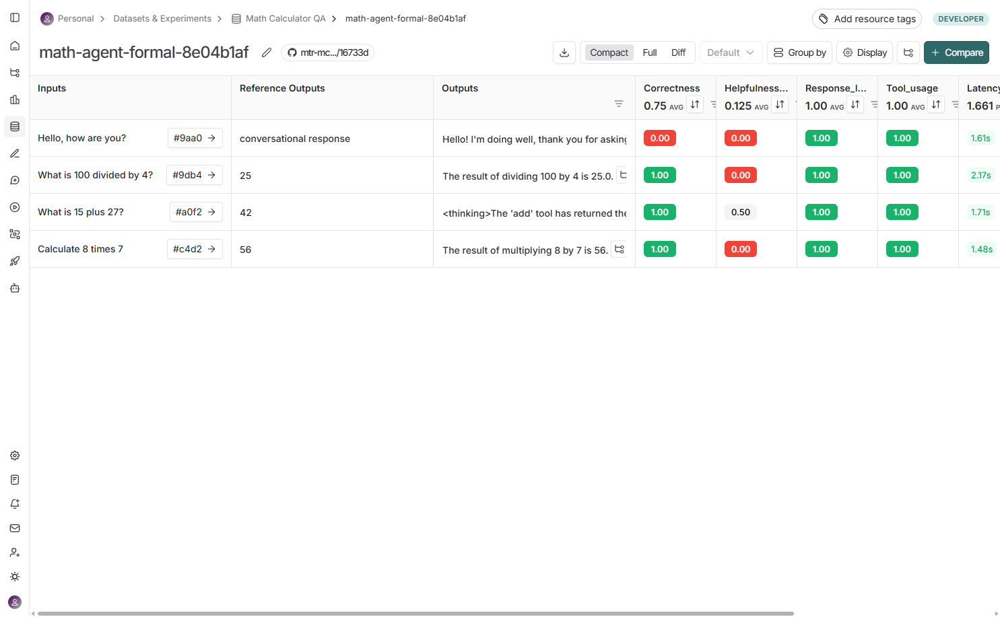 Personal > Datasets & Experiments > Math Calculator QA > math-agent-formal-8e04b1af
Add resource tags
DEVELOPER
math-agent-formal-8e04b1af
mtr-mc.../16733d
Compact Full Diff
Default
Group by
Display
+ Compare
Inputs Reference Outputs Outputs Correctness Helpfulness... Response_l... Tool_usage Latency
0.75 AVG 0.125 AVG 1.00 AVG 1.00 AVG 1.661 P
Hello, how are you? #9aa0 → conversational response Hello! I'm doing well, thank you for asking 0.00 0.00 1.00 1.00 1.61s
What is 100 divided by 4? #9db4 → 25 The result of dividing 100 by 4 is 25.0. 1.00 0.00 1.00 1.00 2.17s
What is 15 plus 27? #a0f2 → 42 <thinking>The 'add' tool has returned the 1.00 0.50 1.00 1.00 1.71s
Calculate 8 times 7 #c4d2 → 56 The result of multiplying 8 by 7 is 56. 1.00 0.00 1.00 1.00 1.48s